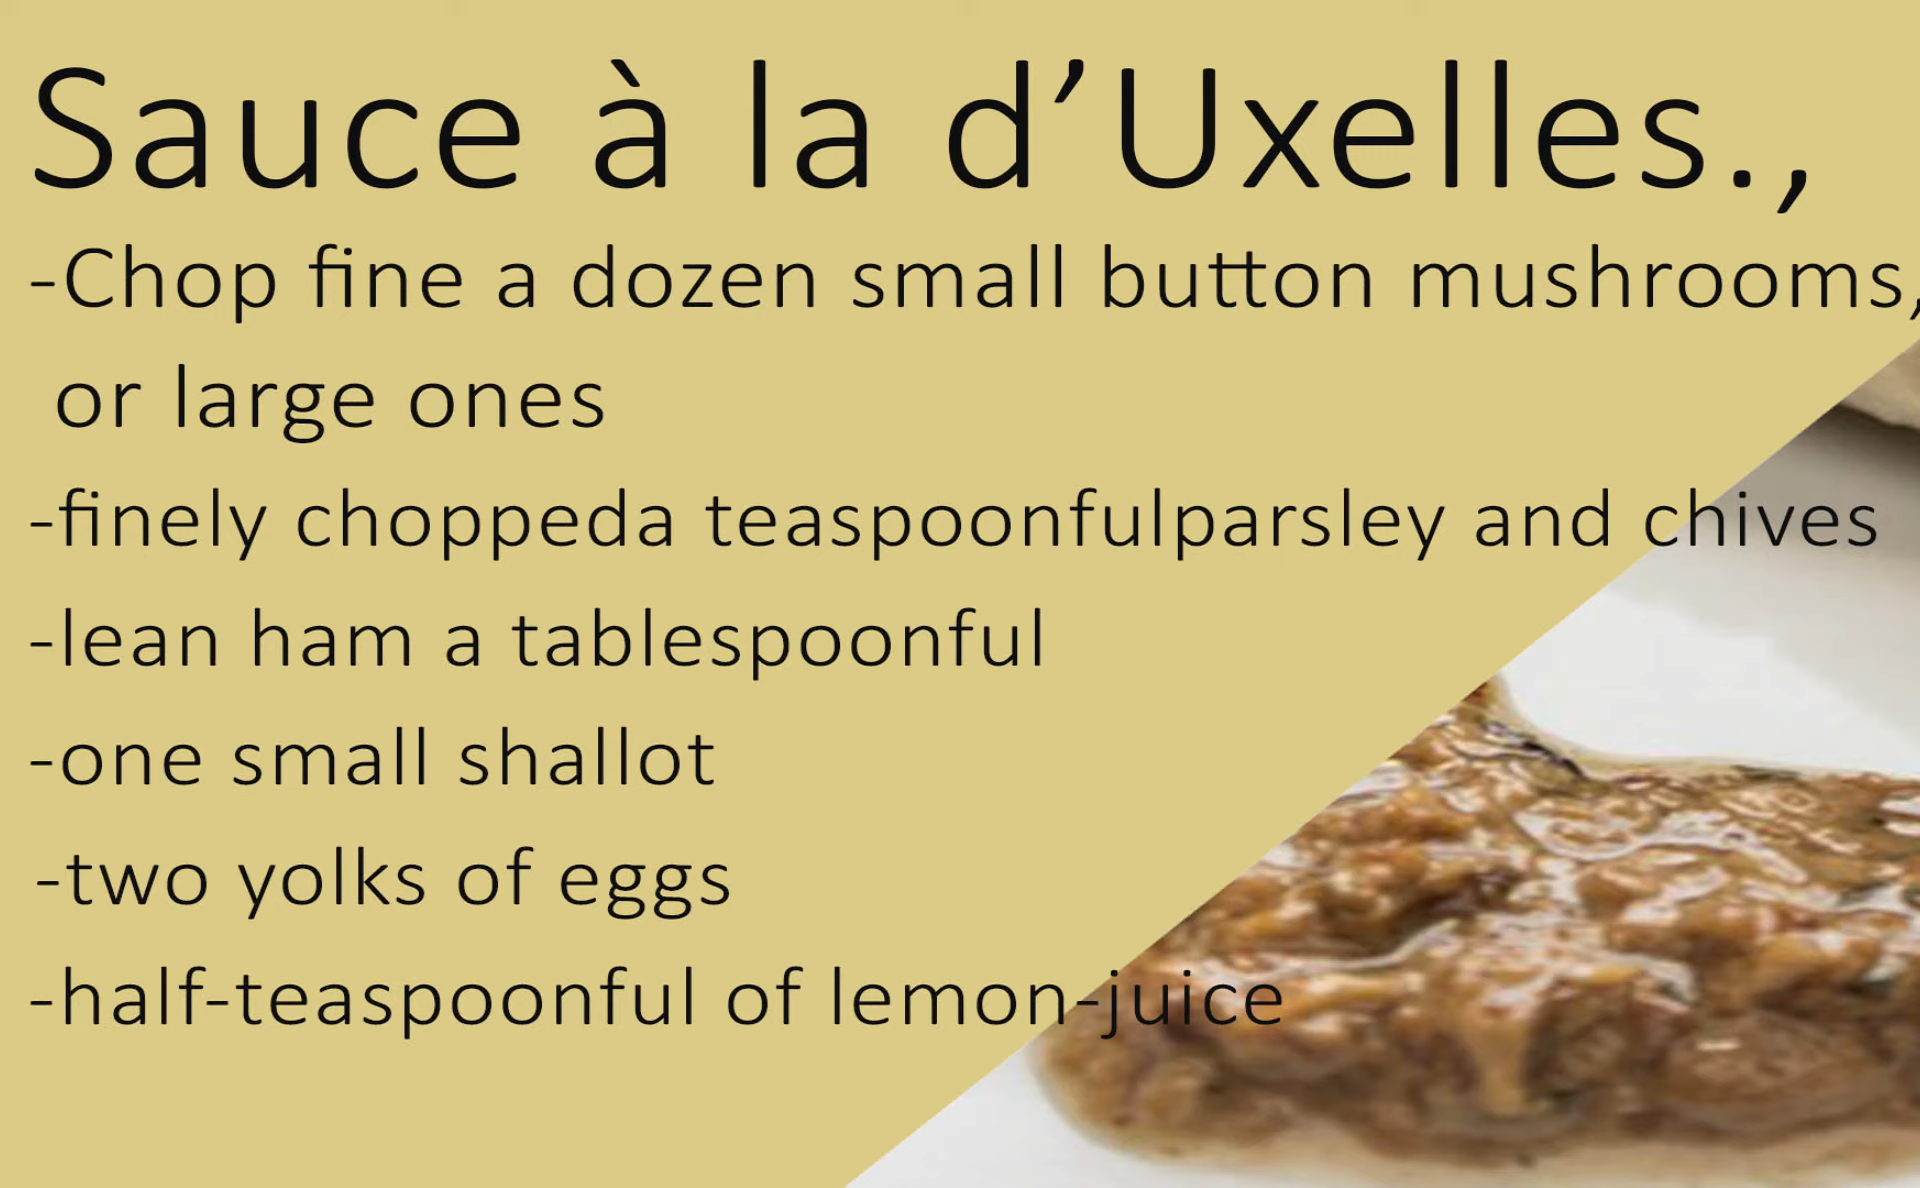 Sauce à la d’Uxelles.,
-Chop fine a dozen small button mushrooms,
or large ones
-finely choppeda teaspoonfulparsley and chives
-lean ham a tablespoonful
-one small shallot
-two yolks of eggs
-half-teaspoonful of lemon-juice